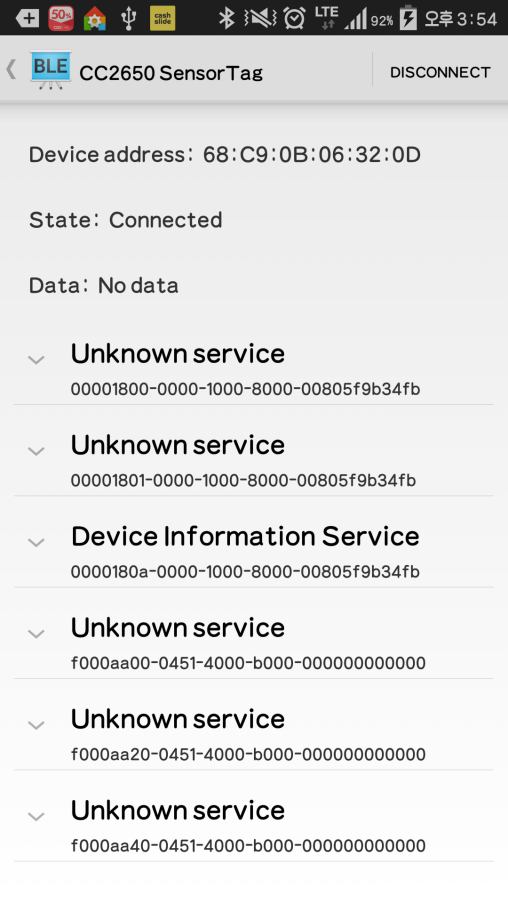 50%
cash
slide
LTE
92%
오후 3:54
BLE
CC2650 SensorTag
DISCONNECT
Device address: 68:C9:0B:06:32:0D
State: Connected
Data: No data
Unknown service
00001800-0000-1000-8000-00805f9b34fb
Unknown service
00001801-0000-1000-8000-00805f9b34fb
Device Information Service
0000180a-0000-1000-8000-00805f9b34fb
Unknown service
f000aa00-0451-4000-b000-000000000000
Unknown service
f000aa20-0451-4000-b000-000000000000
Unknown service
f000aa40-0451-4000-b000-000000000000